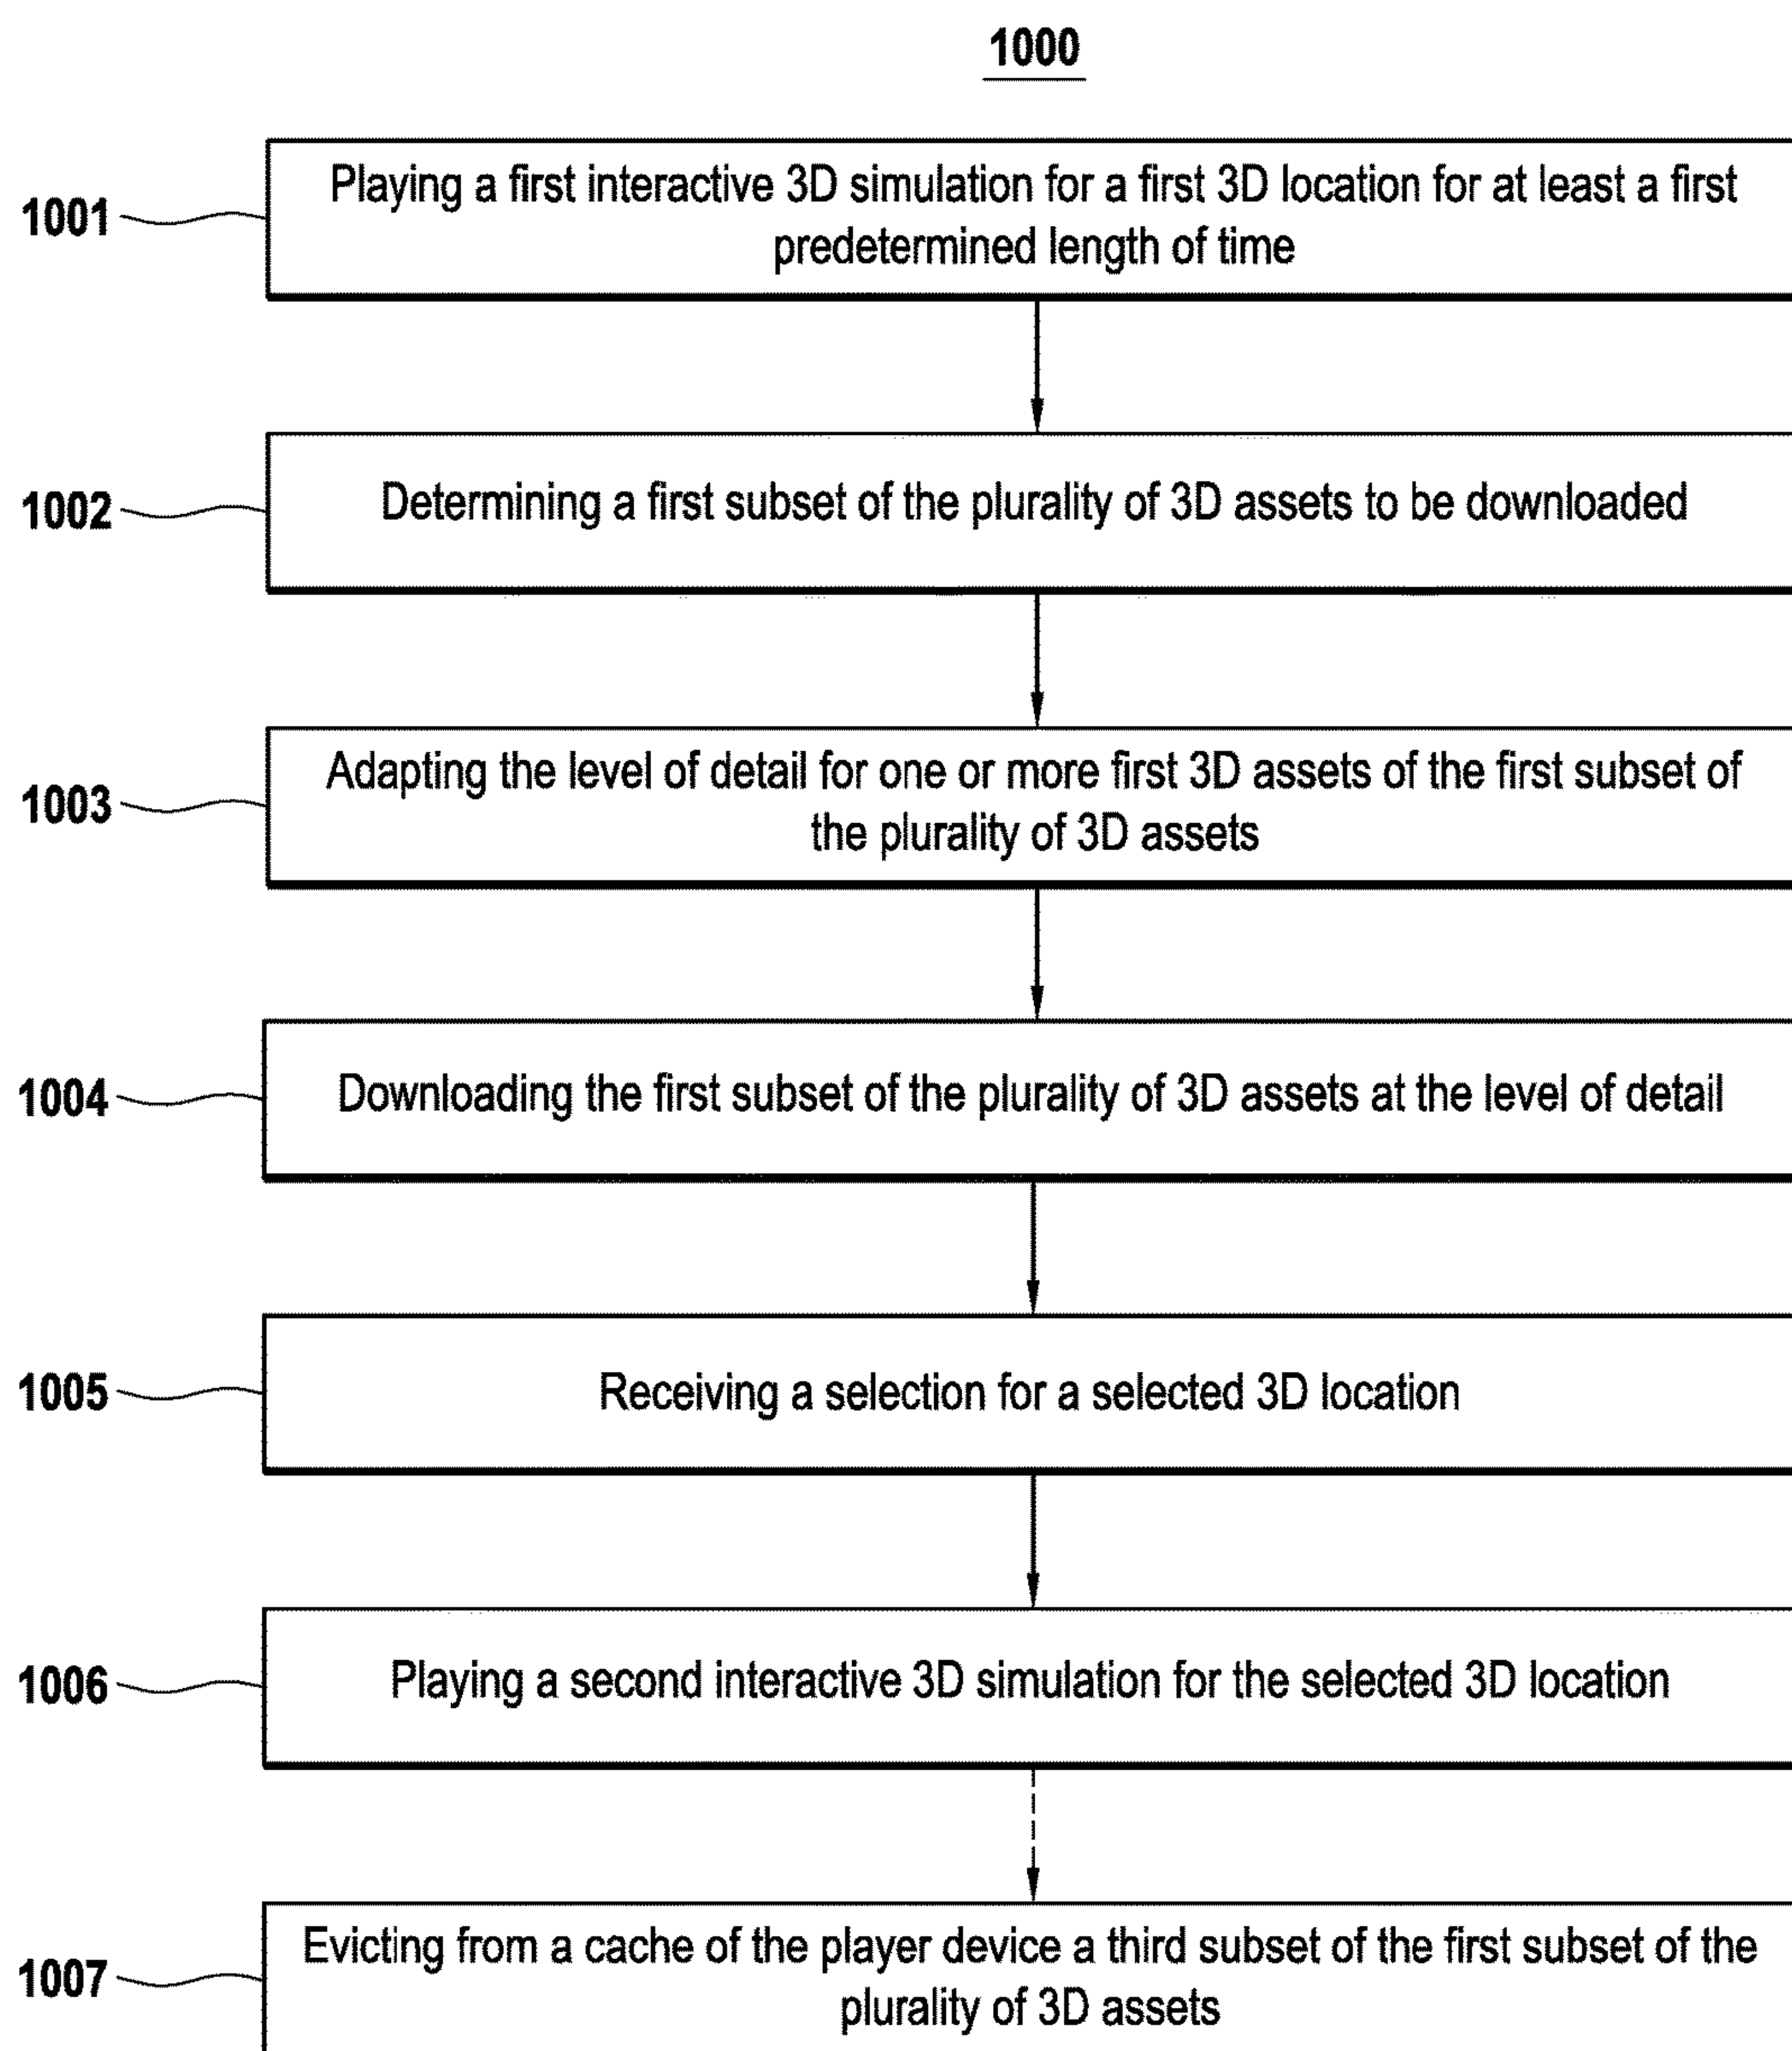 1000
1001
Playing a first interactive 3D simulation for a first 3D location for at least a first
predetermined length of time
1002
Determining a first subset of the plurality of 3D assets to be downloaded
1003
Adapting the level of detail for one or more first 3D assets of the first subset of
the plurality of 3D assets
1004
Downloading the first subset of the plurality of 3D assets at the level of detail
1005
Receiving a selection for a selected 3D location
1006
Playing a second interactive 3D simulation for the selected 3D location
1007
Evicting from a cache of the player device a third subset of the first subset of the
plurality of 3D assets